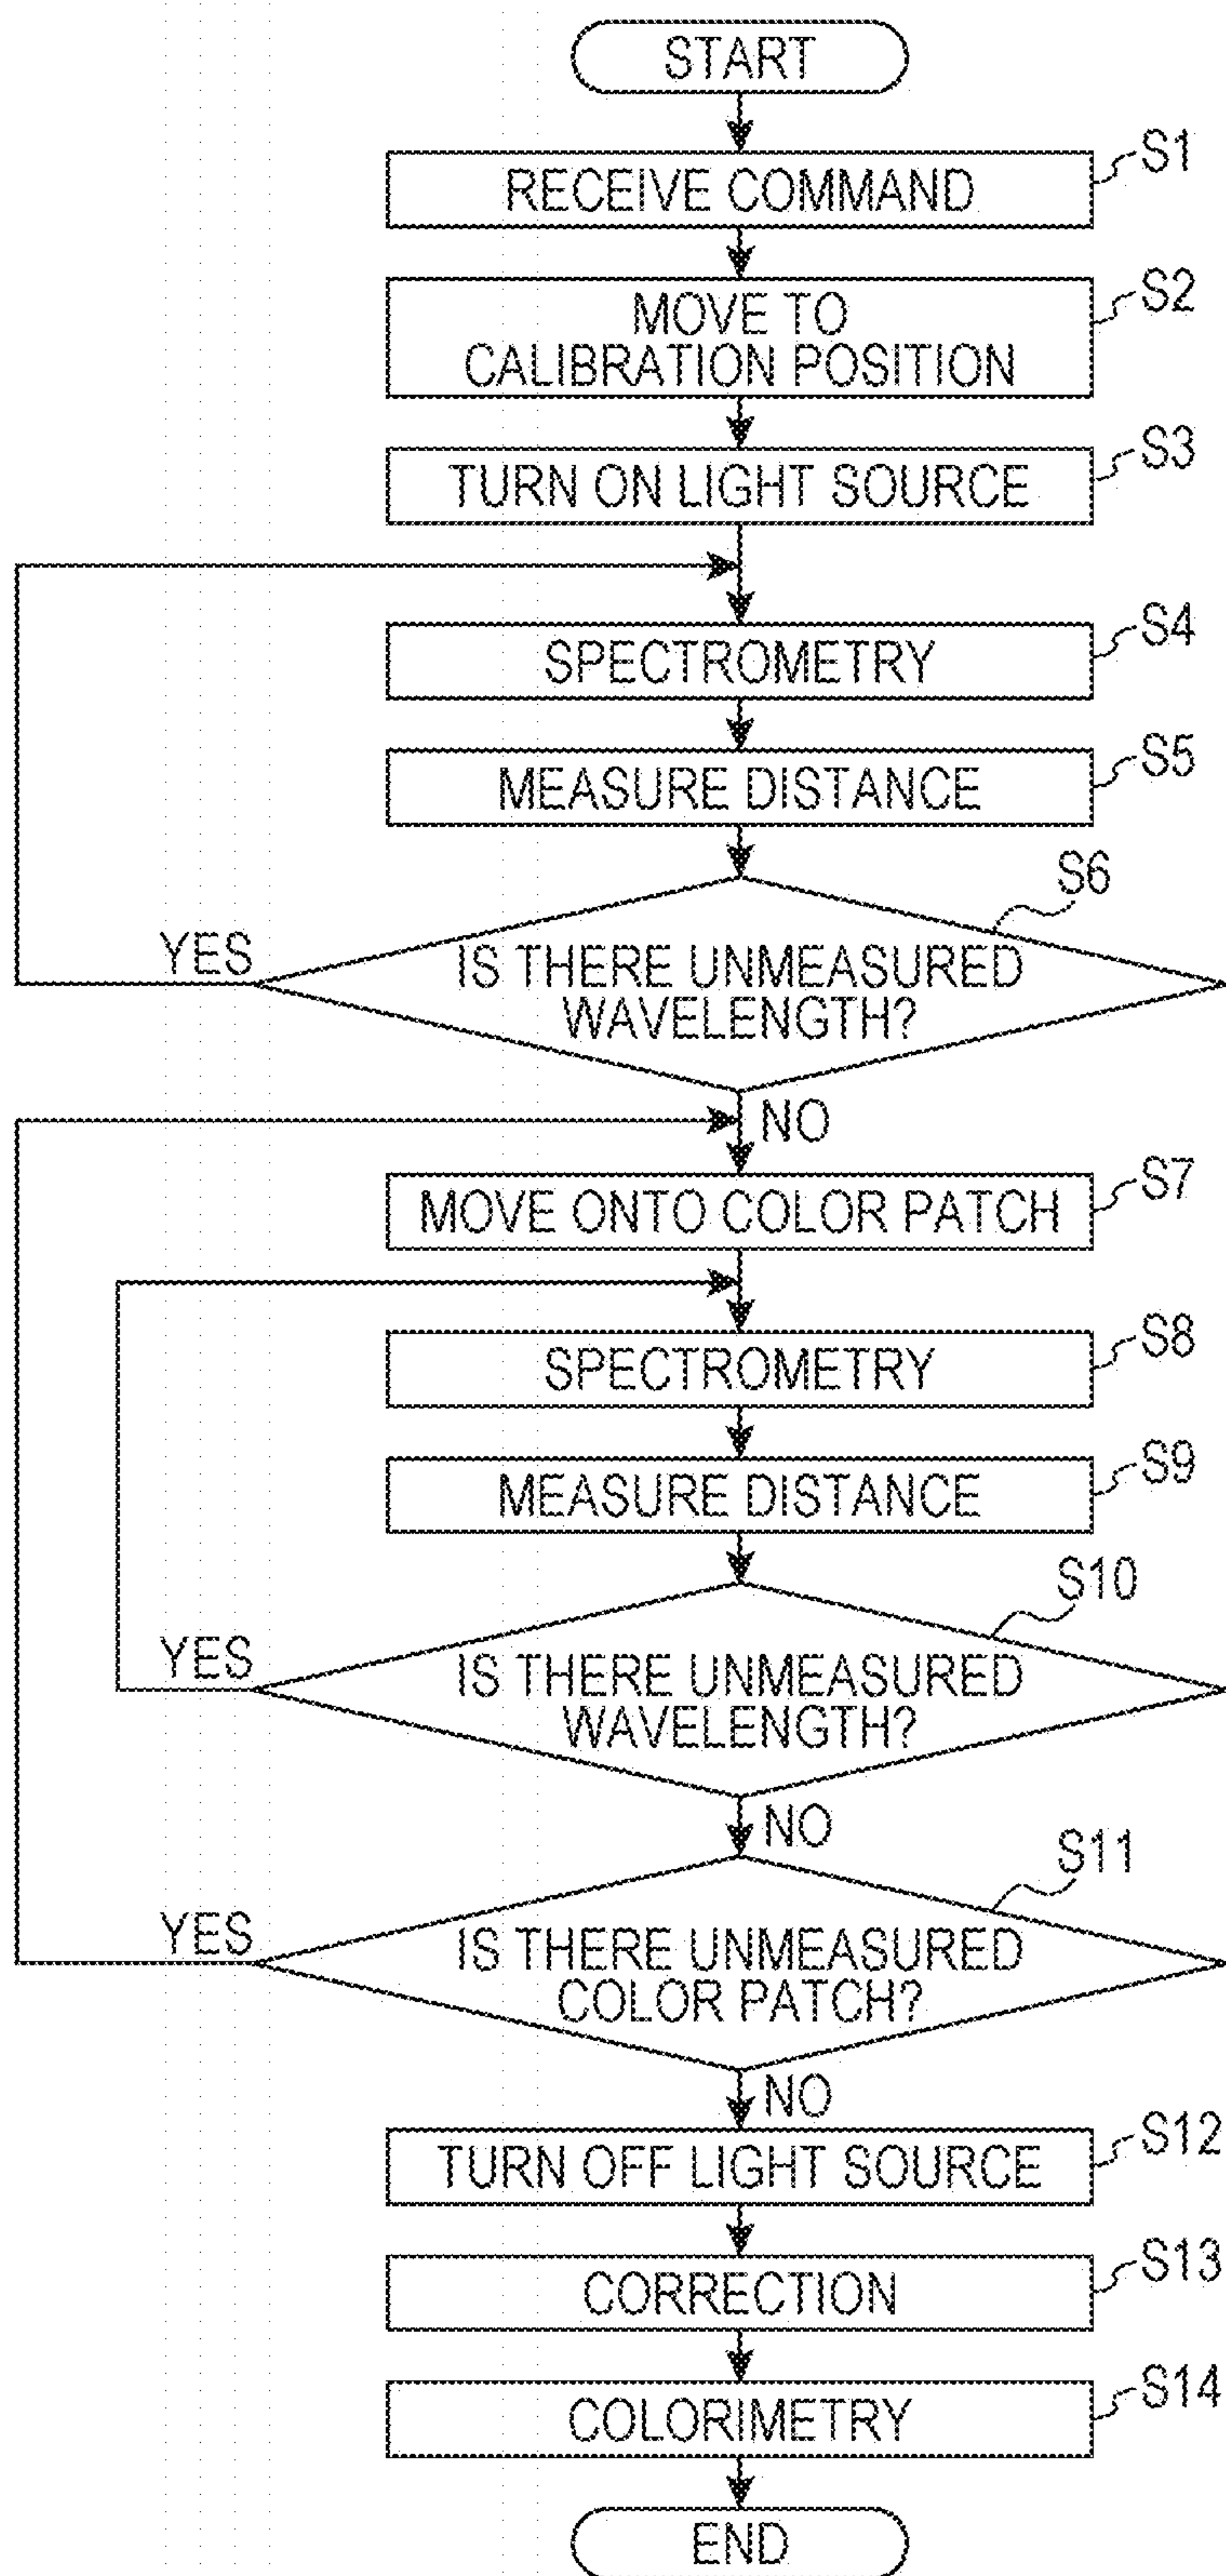 START
RECEIVE COMMAND
S1
MOVE TO
CALIBRATION POSITION
S2
TURN ON LIGHT SOURCE
S3
SPECTROMETRY
S4
MEASURE DISTANCE
S5
S6
YES
IS THERE UNMEASURED
WAVELENGTH?
NO
MOVE ONTO COLOR PATCH
S7
SPECTROMETRY
S8
MEASURE DISTANCE
S9
S10
YES
IS THERE UNMEASURED
WAVELENGTH?
NO
S11
YES
IS THERE UNMEASURED
COLOR PATCH?
NO
TURN OFF LIGHT SOURCE
S12
CORRECTION
S13
COLORIMETRY
S14
END